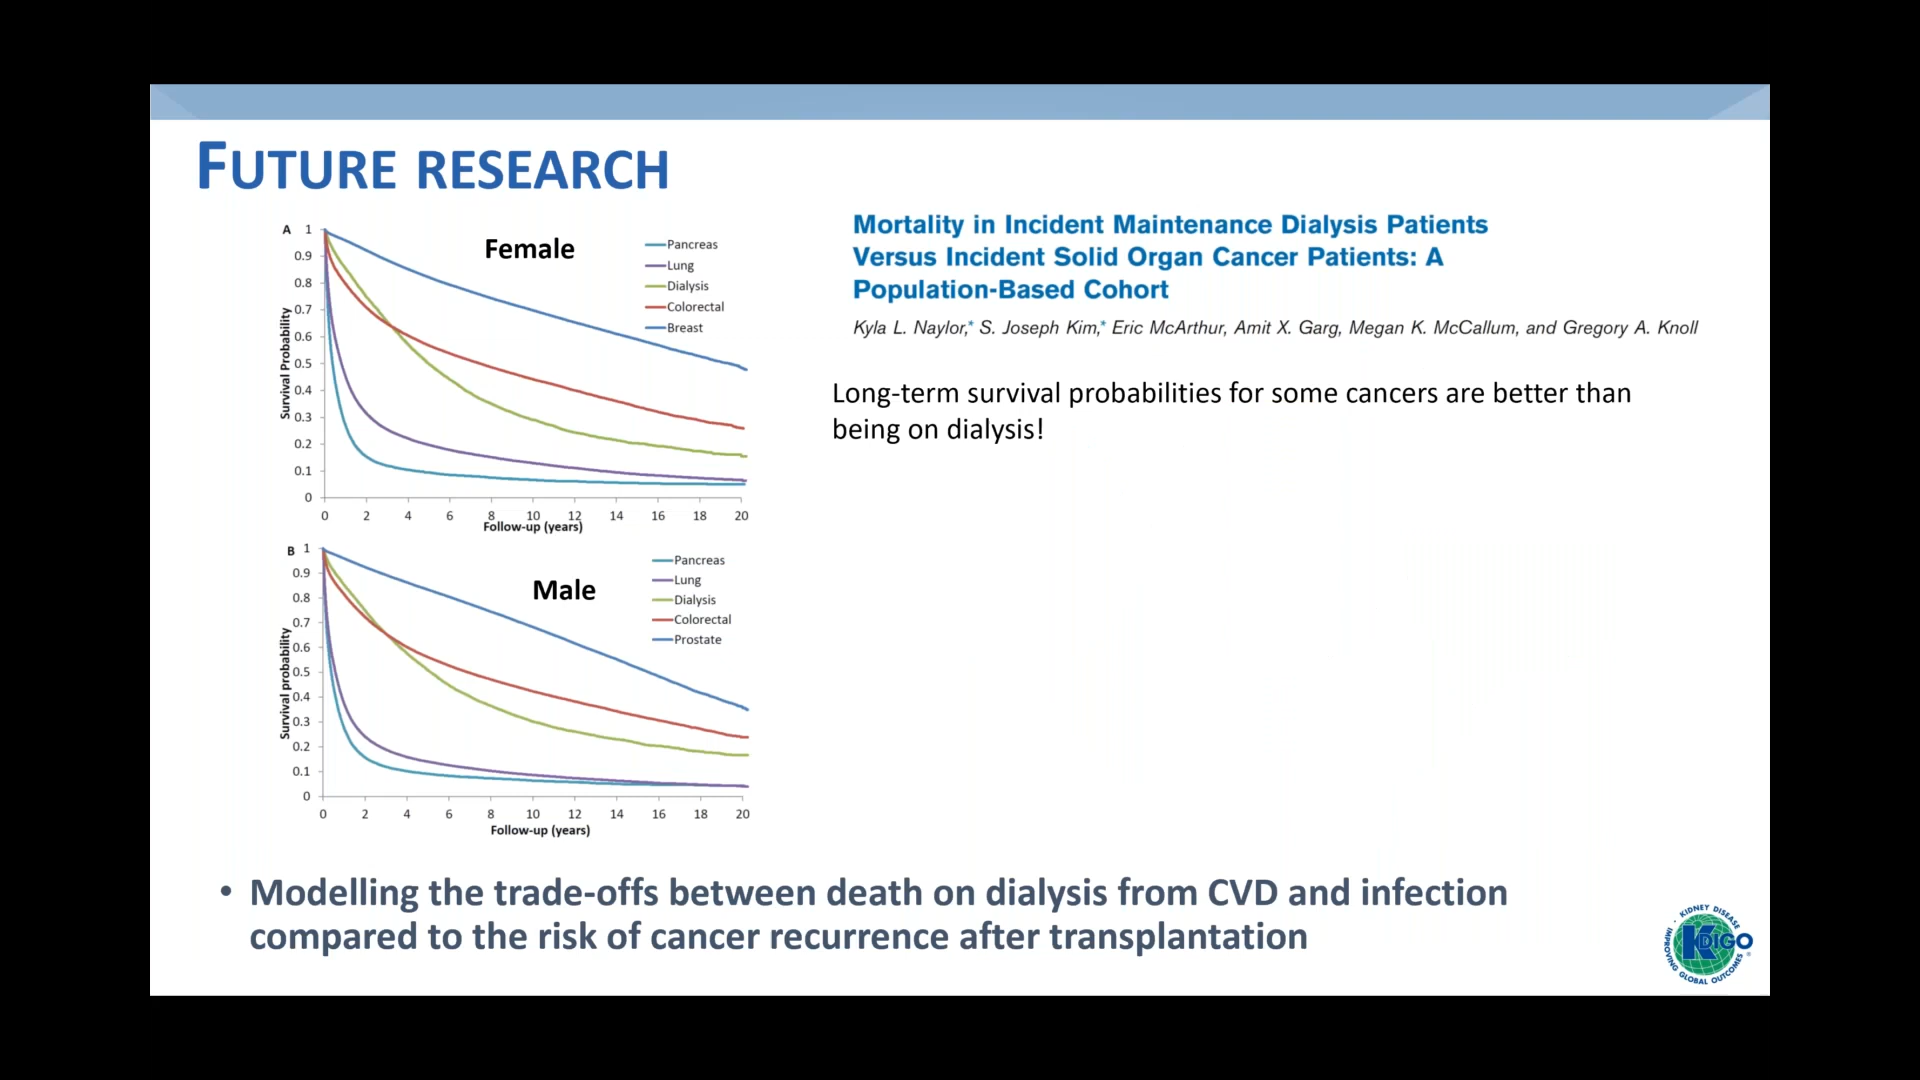 FUTURE RESEARCH
A
Female
Survival Probability
1
0.9
0.8
0.7
0.6
0.5
0.4
0.3
0.2
0.1
0
0 2 4 6 8 10 12 14 16 18 20
Follow-up (years)
Pancreas
Lung
Dialysis
Colorectal
Breast
B
Male
Survival probability
1
0.9
0.8
0.7
0.6
0.5
0.4
0.3
0.2
0.1
0
0 2 4 6 8 10 12 14 16 18 20
Follow-up (years)
Pancreas
Lung
Dialysis
Colorectal
Prostate
Mortality in Incident Maintenance Dialysis Patients
Versus Incident Solid Organ Cancer Patients: A
Population-Based Cohort
Kyla L. Naylor,* S. Joseph Kim,* Eric McArthur, Amit X. Garg, Megan K. McCallum, and Gregory A. Knoll
Long-term survival probabilities for some cancers are better than
being on dialysis!
• Modelling the trade-offs between death on dialysis from CVD and infection
compared to the risk of cancer recurrence after transplantation
KIDNEY DISEASE
KDIGO
IMPROVING GLOBAL OUTCOMES
®